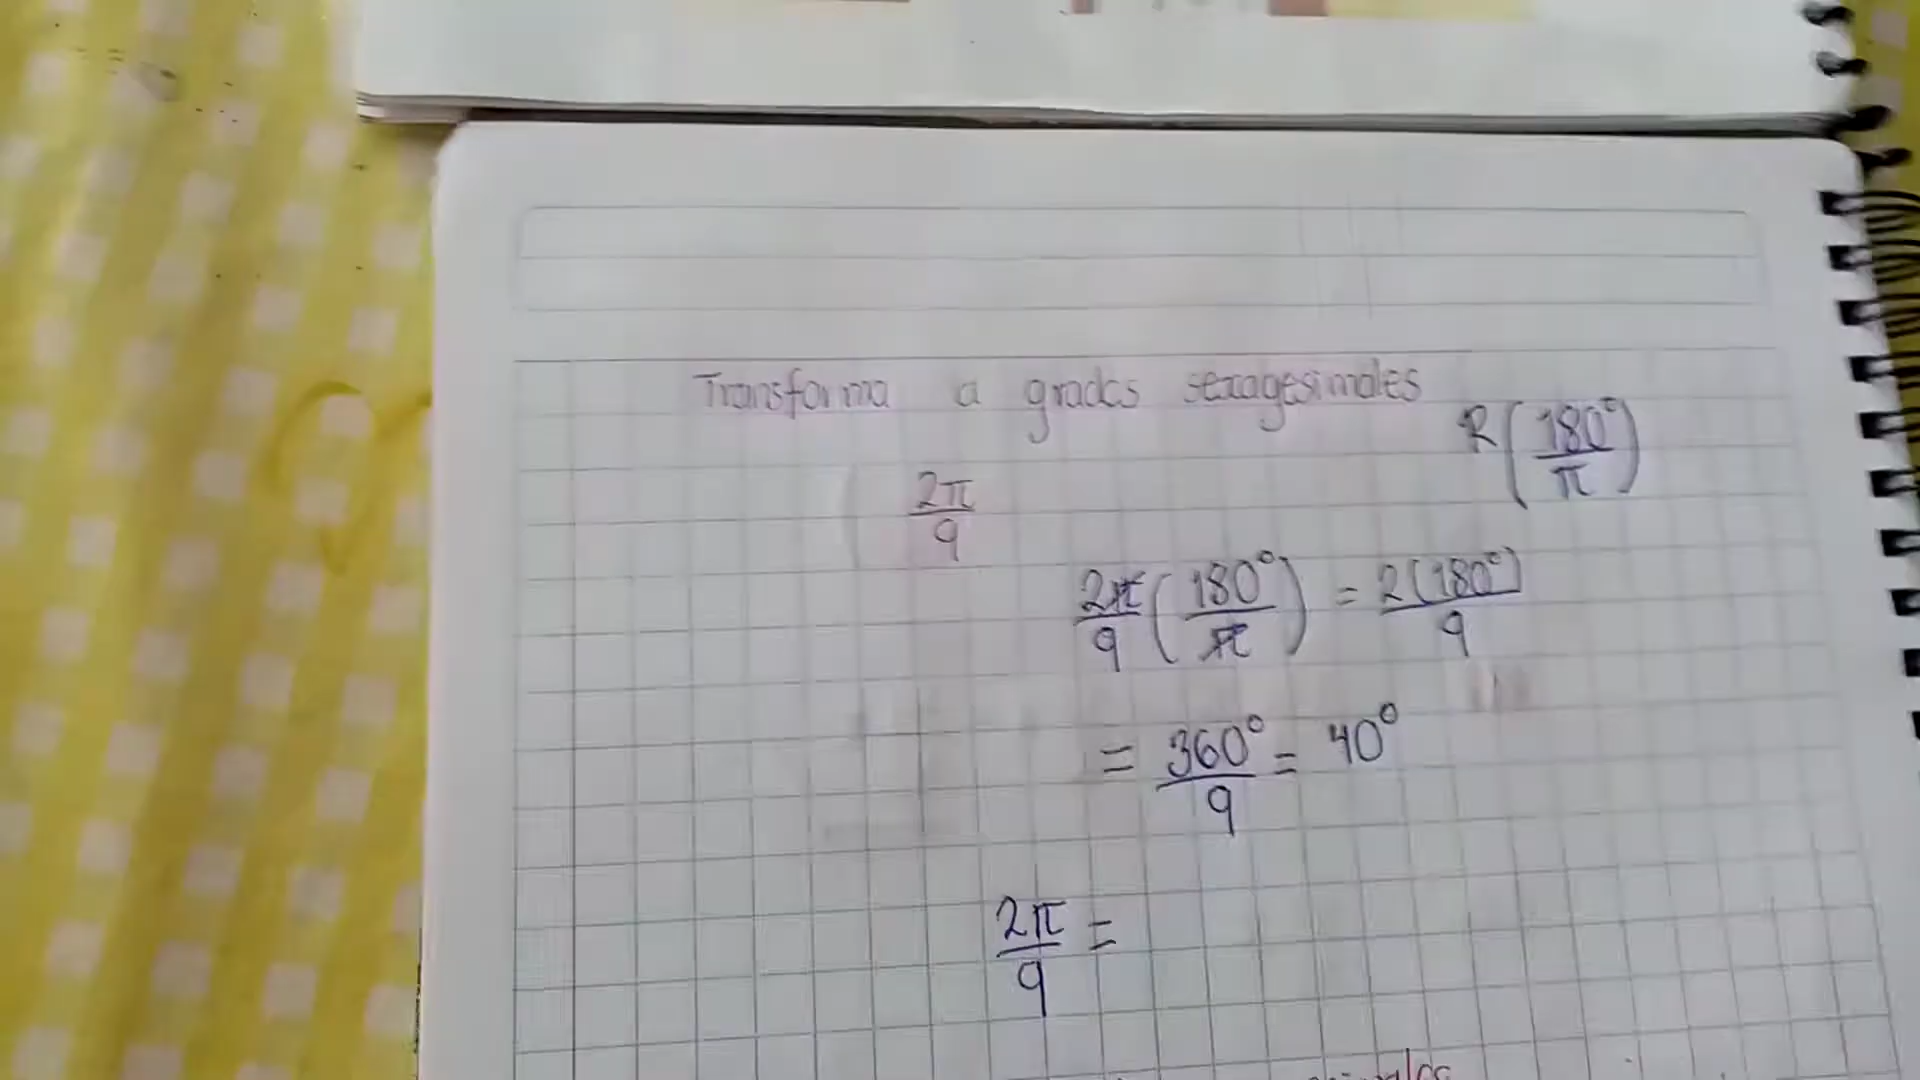 Transforma a grados sexagesimales
R(180°/π)
2π/9
2π/9 (180°/π) = 2(180°)/9
= 360°/9 = 40°
2π/9 =